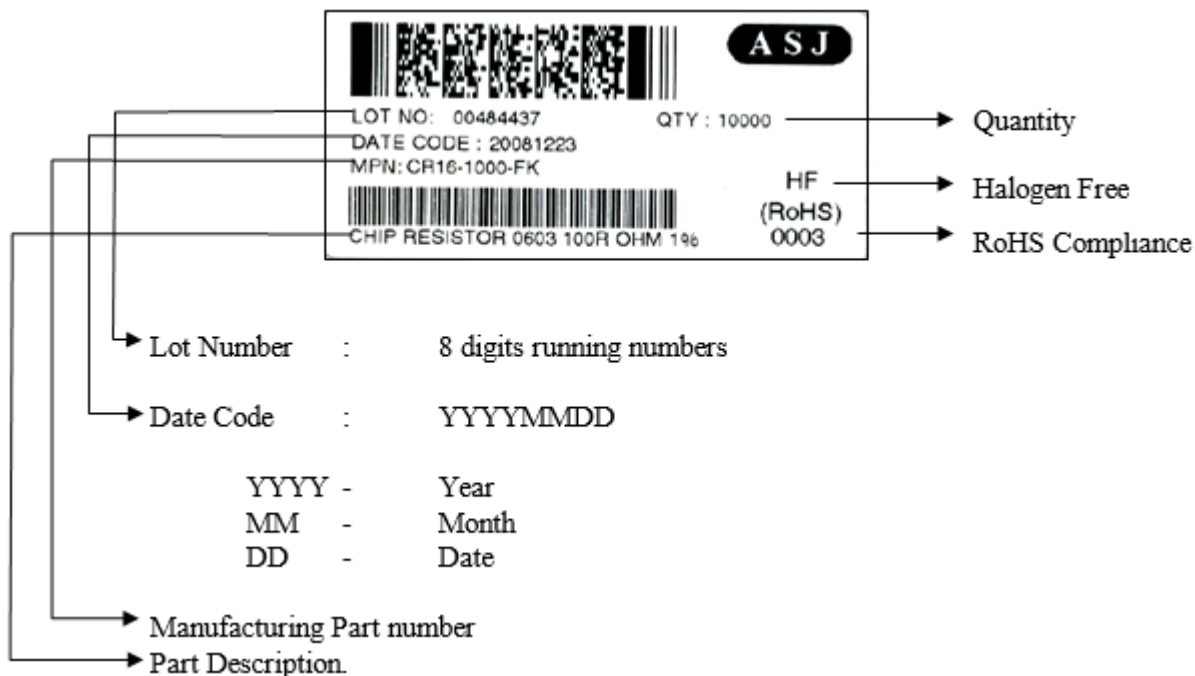 A S J
LOT NO: 00484437 QTY : 10000
Quantity
DATE CODE : 20081223
MPN: CR16-1000-FK
HF
Halogen Free
(RoHS)
CHIP RESISTOR 0603 100R OHM 1%
0003
RoHS Compliance
Lot Number : 8 digits running numbers
Date Code : YYYYMMDD
YYYY - Year
MM - Month
DD - Date
Manufacturing Part number
Part Description.